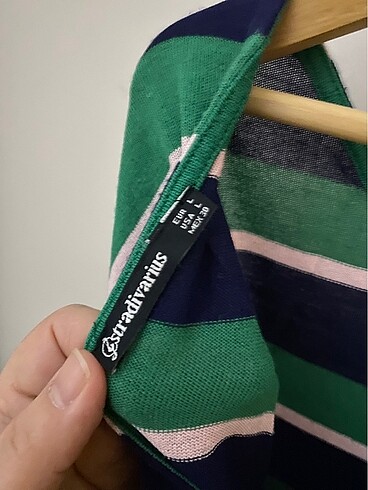 Stradivarius
EUR L
USA L
MEX 30